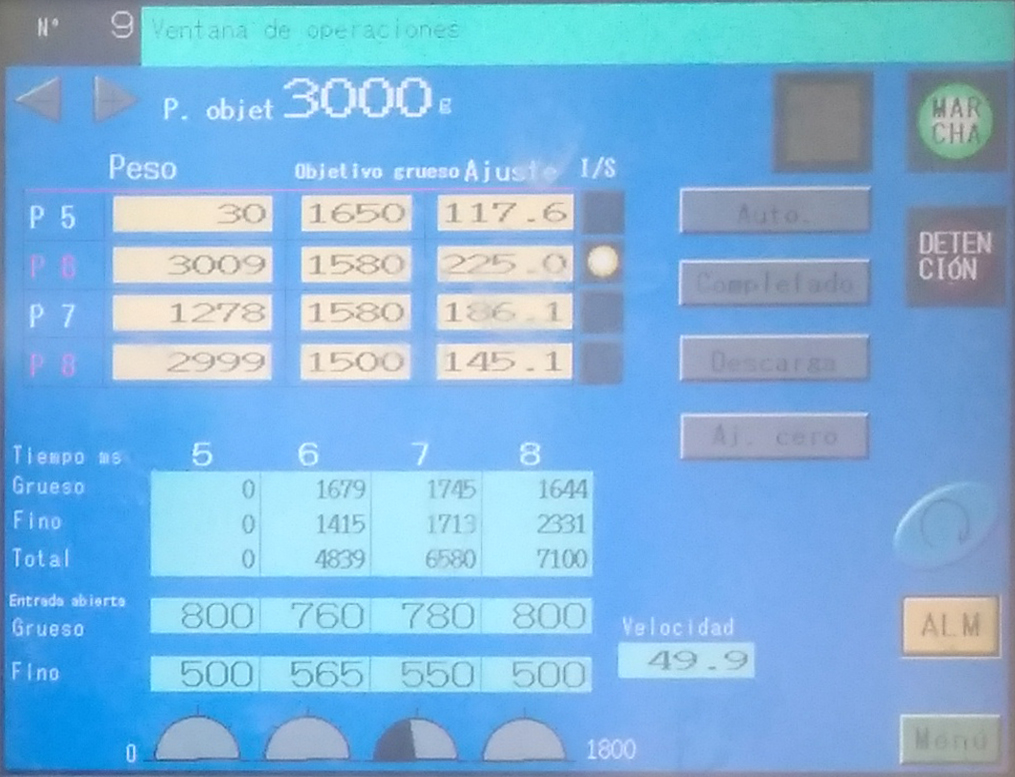 N° 9 Ventana de operaciones
P. objet 3000 g
MAR
CHA
Peso Objetivo grueso Ajuste I/S
P 5 30 1650 117.6
Auto.
DETEN
CIÓN
P 6 3009 1580 225.0
Completado
P 7 1278 1580 186.1
P 8 2999 1500 145.1
Descarga
Aj. cero
Tiempo ms 5 6 7 8
Grueso 0 1679 1745 1644
Fino 0 1415 1713 2331
Total 0 4839 6580 7100
Entrada abierta
Grueso 800 760 780 800
ALM
Velocidad
49.9
Fino 500 565 550 500
0 1800
Menú